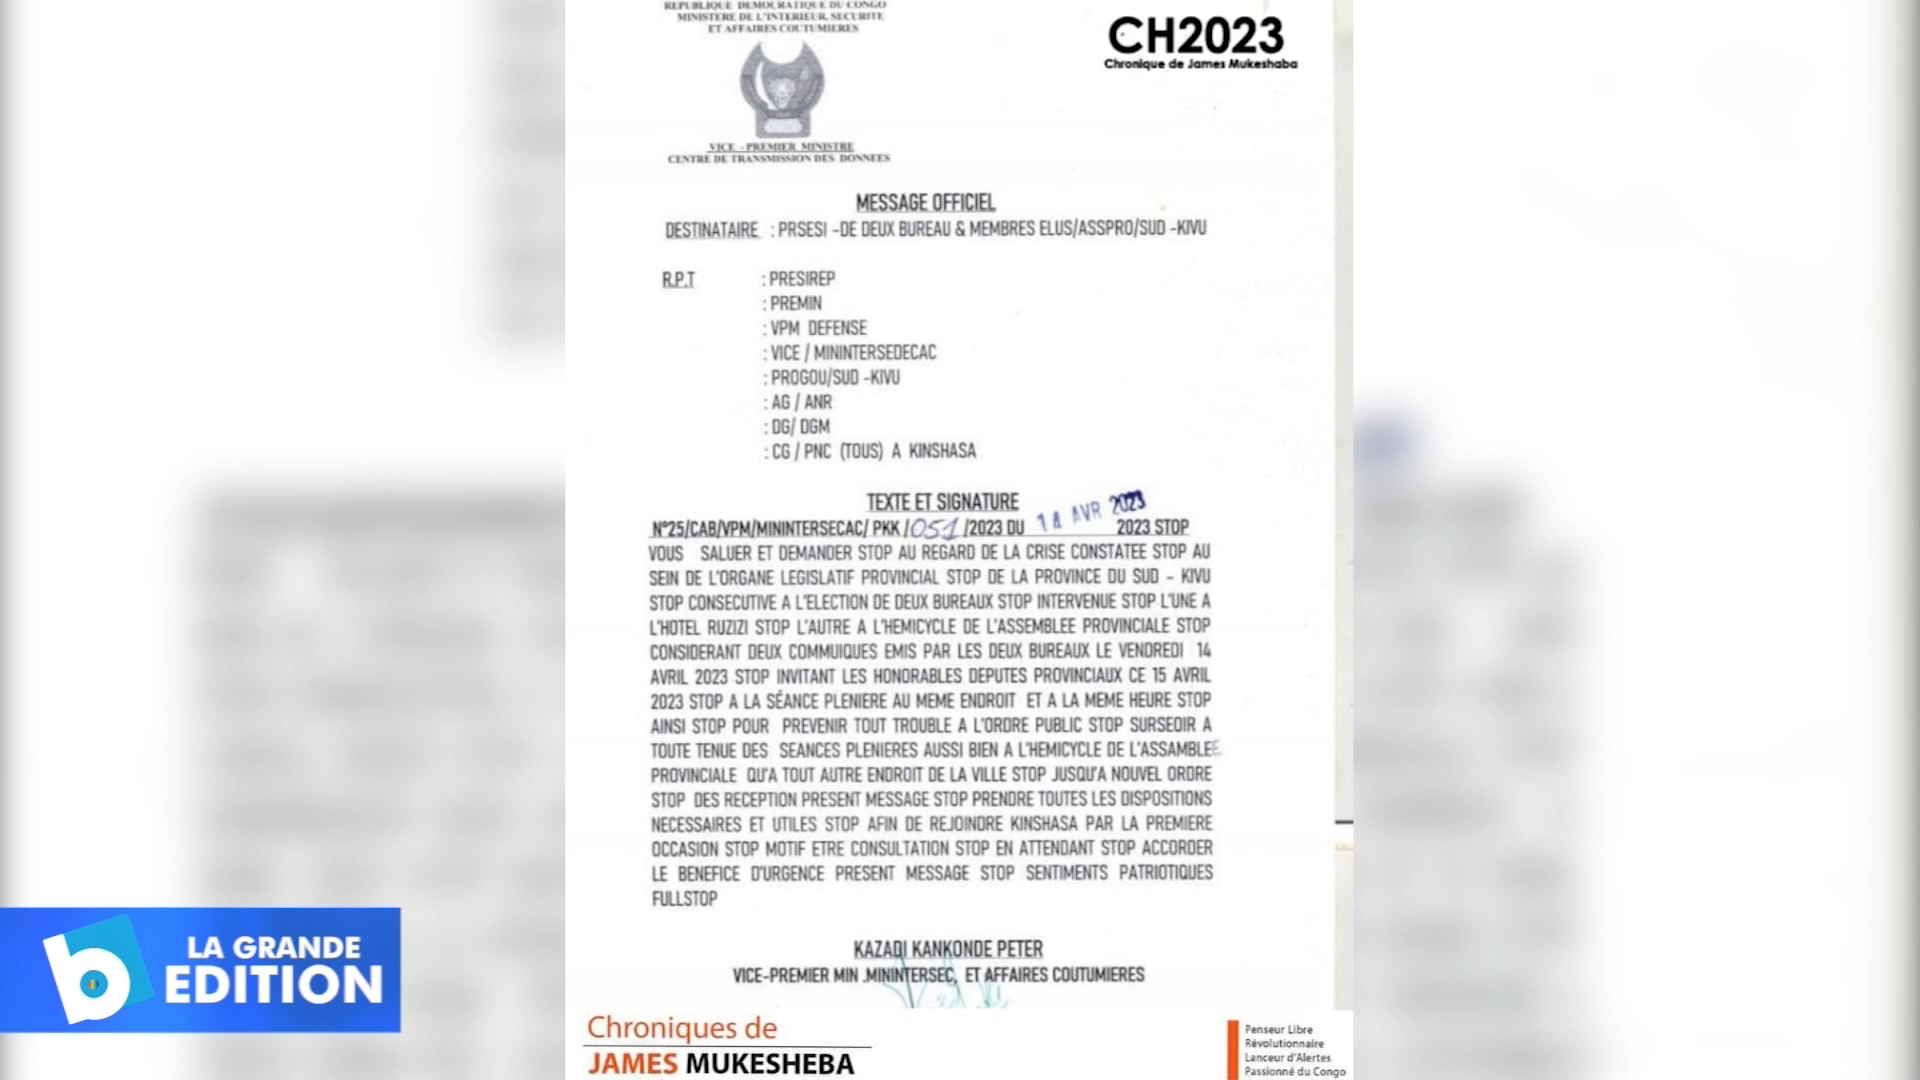 REPUBLIQUE DEMOCRATIQUE DU CONGO
MINISTERE DE L'INTERIEUR, SECURITE
ET AFFAIRES COUTUMIERES
VICE - PREMIER MINISTRE
CENTRE DE TRANSMISSION DES DONNEES
CH2023
Chronique de James Mukeshaba
MESSAGE OFFICIEL
DESTINATAIRE : PRSESI -DE DEUX BUREAU & MEMBRES ELUS/ASSPRO/SUD -KIVU
R.P.T : PRESIREP
: PREMIN
: VPM DEFENSE
: VICE / MININTERSEDECAC
: PROGOU/SUD -KIVU
: AG / ANR
: DG/ DGM
: CG / PNC (TOUS) A KINSHASA
TEXTE ET SIGNATURE
N°25/CAB/VPM/MININTERSECAC/ PKK /051/2023 DU 14 AVR 2023 2023 STOP
VOUS SALUER ET DEMANDER STOP AU REGARD DE LA CRISE CONSTATEE STOP AU
SEIN DE L'ORGANE LEGISLATIF PROVINCIAL STOP DE LA PROVINCE DU SUD - KIVU
STOP CONSECUTIVE A L'ELECTION DE DEUX BUREAUX STOP INTERVENUE STOP L'UNE A
L'HOTEL RUZIZI STOP L'AUTRE A L'HEMICYCLE DE L'ASSEMBLEE PROVINCIALE STOP
CONSIDERANT DEUX COMMUIQUES EMIS PAR LES DEUX BUREAUX LE VENDREDI 14
AVRIL 2023 STOP INVITANT LES HONORABLES DEPUTES PROVINCIAUX CE 15 AVRIL
2023 STOP A LA SÉANCE PLENIERE AU MEME ENDROIT ET A LA MEME HEURE STOP
AINSI STOP POUR PREVENIR TOUT TROUBLE A L'ORDRE PUBLIC STOP SURSEOIR A
TOUTE TENUE DES SEANCES PLENIERES AUSSI BIEN A L'HEMICYCLE DE L'ASSAMBLEE
PROVINCIALE QU'A TOUT AUTRE ENDROIT DE LA VILLE STOP JUSQU'A NOUVEL ORDRE
STOP DES RECEPTION PRESENT MESSAGE STOP PRENDRE TOUTES LES DISPOSITIONS
NECESSAIRES ET UTILES STOP AFIN DE REJOINDRE KINSHASA PAR LA PREMIERE
OCCASION STOP MOTIF ETRE CONSULTATION STOP EN ATTENDANT STOP ACCORDER
LE BENEFICE D'URGENCE PRESENT MESSAGE STOP SENTIMENTS PATRIOTIQUES
FULLSTOP
KAZADI KANKONDE PETER
VICE-PREMIER MIN .MININTERSEC, ET AFFAIRES COUTUMIERES
Chroniques de
JAMES MUKESHEBA
Penseur Libre
Révolutionnaire
Lanceur d'Alertes
Passionné du Congo
b
LA GRANDE
EDITION